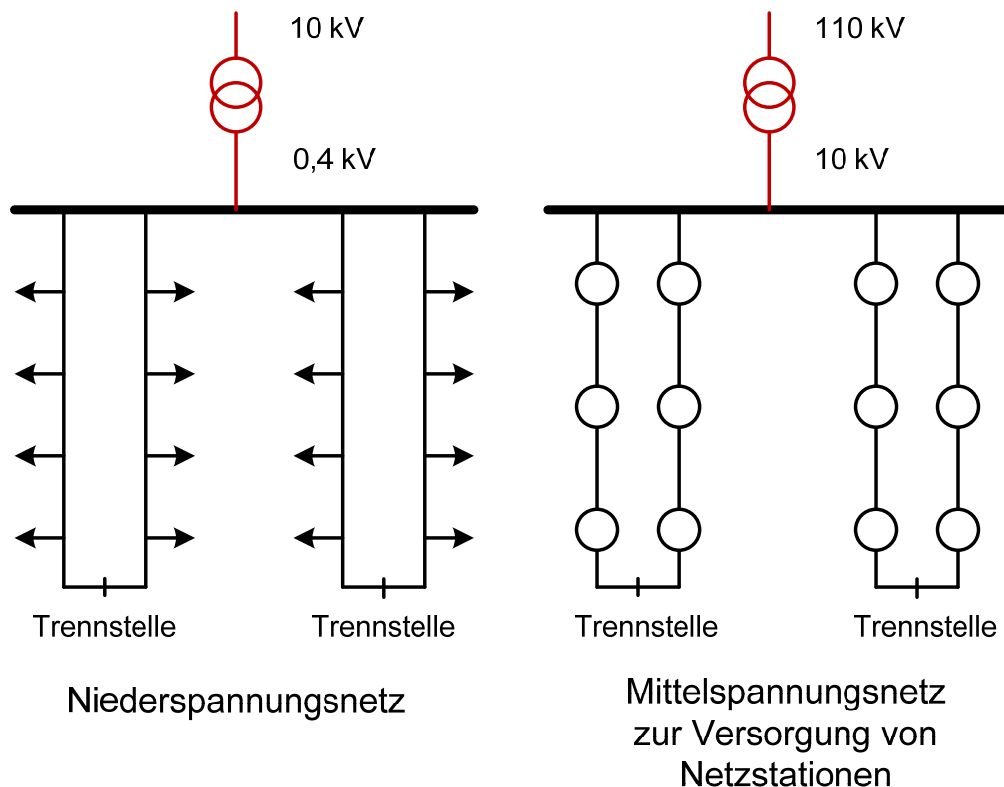 10 kV
0,4 kV
Trennstelle
Trennstelle
Niederspannungsnetz
110 kV
10 kV
Trennstelle
Trennstelle
Mittelspannungsnetz
zur Versorgung von
Netzstationen